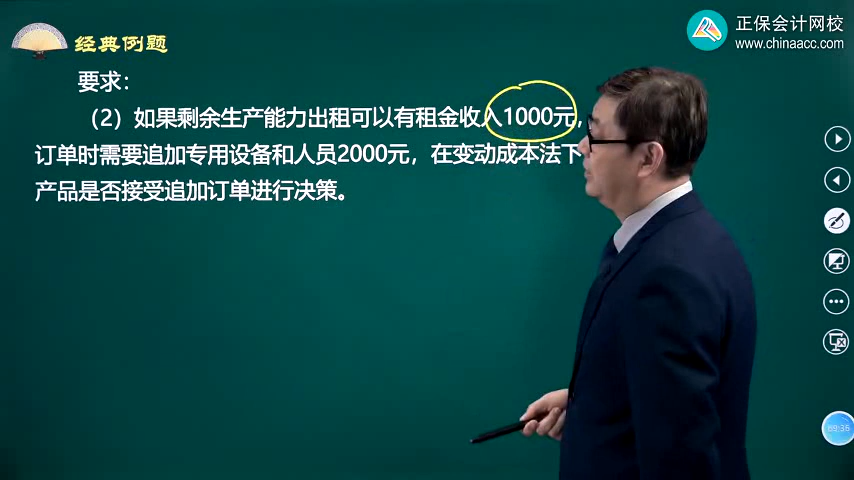 经典例题
正保会计网校
www.chinaacc.com
要求：
（2）如果剩余生产能力出租可以有租金收入1000元，
订单时需要追加专用设备和人员2000元，在变动成本法下
产品是否接受追加订单进行决策。